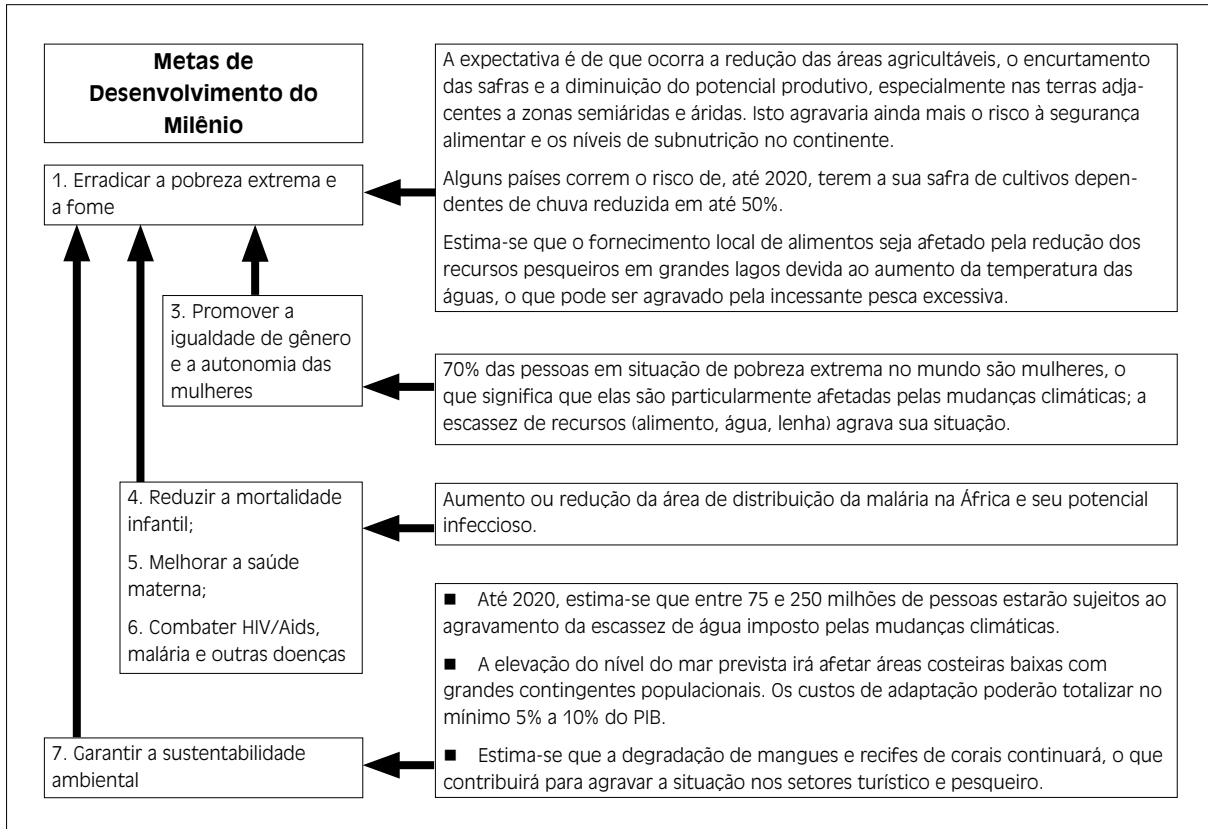 Metas de
Desenvolvimento do
Milênio
1. Erradicar a pobreza extrema e
a fome
3. Promover a
igualdade de gênero
e a autonomia das
mulheres
4. Reduzir a mortalidade
infantil;
5. Melhorar a saúde
materna;
6. Combater HIV/Aids,
malária e outras doenças
7. Garantir a sustentabilidade
ambiental
A expectativa é de que ocorra a redução das áreas agricultáveis, o encurtamento
das safras e a diminuição do potencial produtivo, especialmente nas terras adja-
centes a zonas semiáridas e áridas. Isto agravaria ainda mais o risco à segurança
alimentar e os níveis de subnutrição no continente.
Alguns países correm o risco de, até 2020, terem a sua safra de cultivos depen-
dentes de chuva reduzida em até 50%.
Estima-se que o fornecimento local de alimentos seja afetado pela redução dos
recursos pesqueiros em grandes lagos devida ao aumento da temperatura das
águas, o que pode ser agravado pela incessante pesca excessiva.
70% das pessoas em situação de pobreza extrema no mundo são mulheres, o
que significa que elas são particularmente afetadas pelas mudanças climáticas; a
escassez de recursos (alimento, água, lenha) agrava sua situação.
Aumento ou redução da área de distribuição da malária na África e seu potencial
infeccioso.
■ Até 2020, estima-se que entre 75 e 250 milhões de pessoas estarão sujeitos ao
agravamento da escassez de água imposto pelas mudanças climáticas.
■ A elevação do nível do mar prevista irá afetar áreas costeiras baixas com
grandes contingentes populacionais. Os custos de adaptação poderão totalizar no
mínimo 5% a 10% do PIB.
■ Estima-se que a degradação de mangues e recifes de corais continuará, o que
contribuirá para agravar a situação nos setores turístico e pesqueiro.